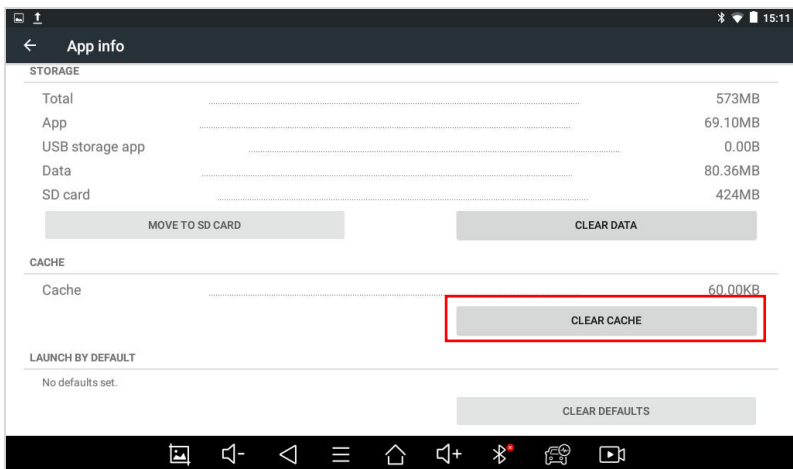 15:11
App info
STORAGE
Total 573MB
App 69.10MB
USB storage app 0.00B
Data 80.36MB
SD card 424MB
MOVE TO SD CARD CLEAR DATA
CACHE
Cache 60.00KB
CLEAR CACHE
LAUNCH BY DEFAULT
No defaults set.
CLEAR DEFAULTS